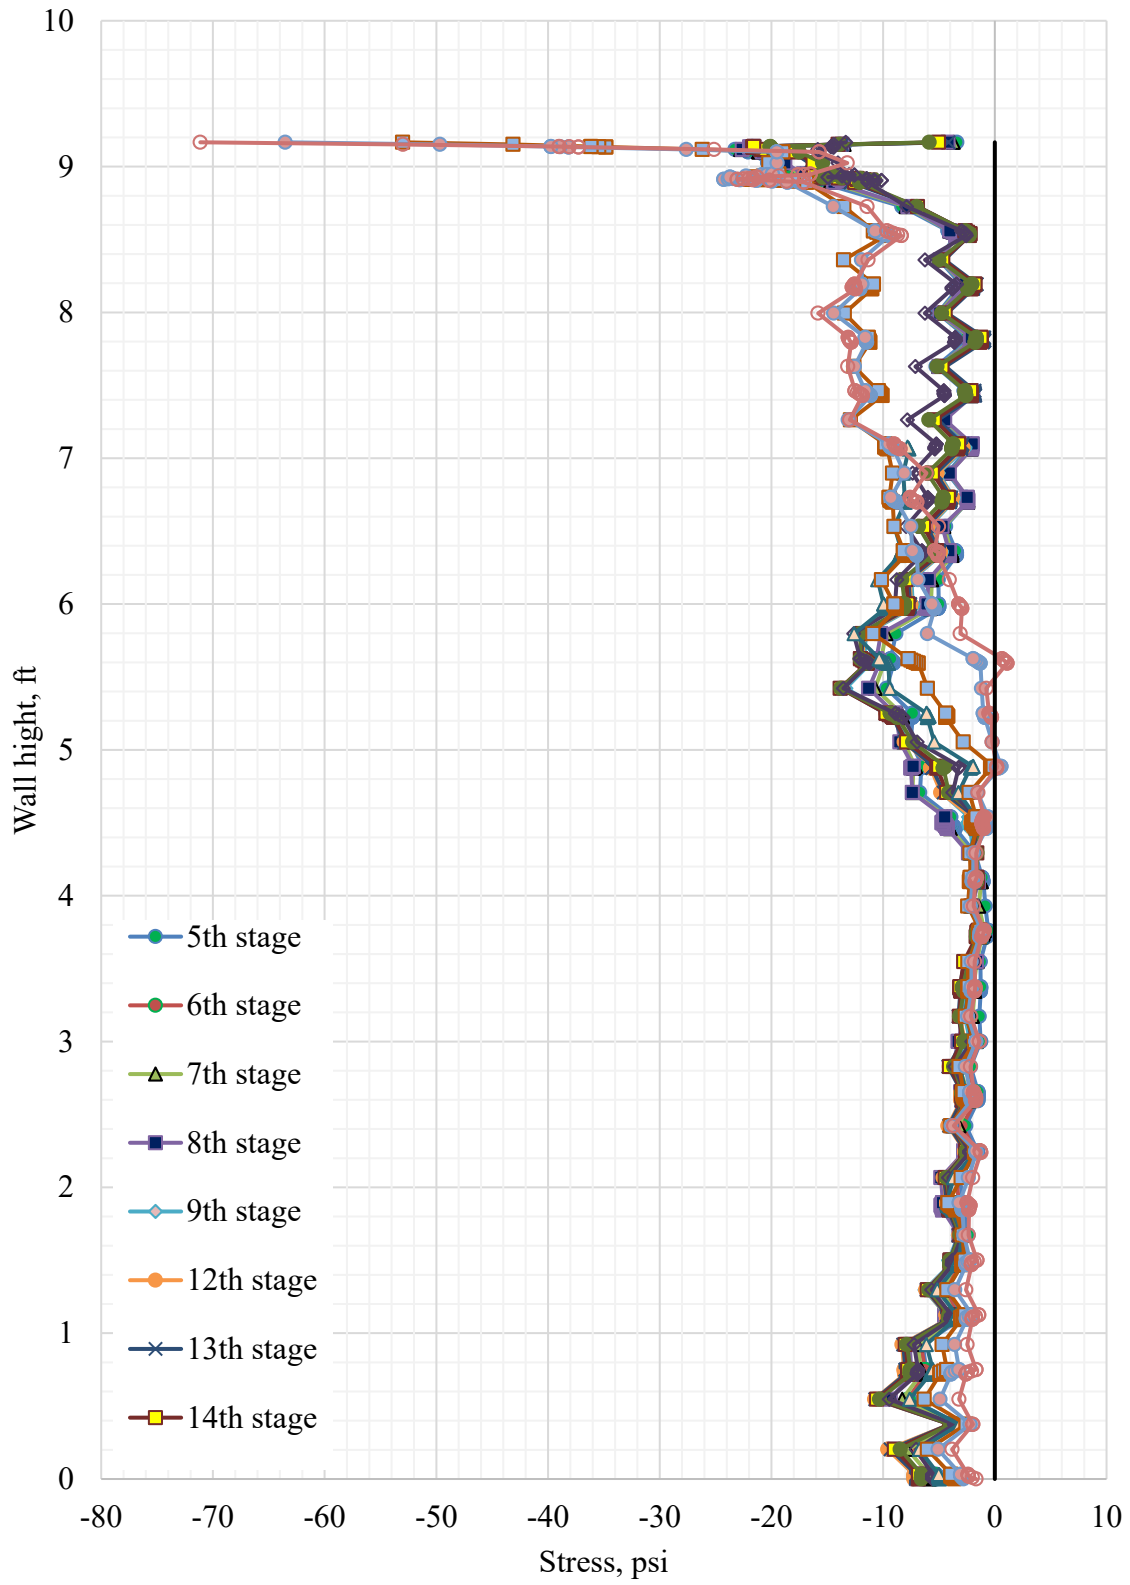 10
9
8
7
6
5
4
3
2
1
0
Wall hight, ft
5th stage
6th stage
7th stage
8th stage
9th stage
12th stage
13th stage
14th stage
-80 -70 -60 -50 -40 -30 -20 -10 0 10
Stress, psi